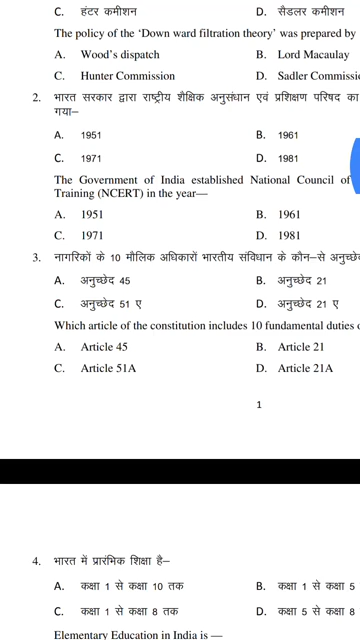 C. हंटर कमीशन D. सैडलर कमीशन
The policy of the 'Down ward filtration theory' was prepared by
A. Wood's dispatch B. Lord Macaulay
C. Hunter Commission D. Sadler
2. भारत सरकार द्वारा राष्ट्रीय शैक्षिक अनुसंधान एवं प्रशिक्षण परिषद का
गया–
A. 1951 B. 1961
C. 1971 D. 1981
The Government of India established National Council of
Training (NCERT) in the year—
A. 1951 B. 1961
C. 1971 D. 1981
3. नागरिकों के 10 मौलिक अधिकारों भारतीय संविधान के कौन–से
A. अनुच्छेद 45 B. अनुच्छेद 21
C. अनुच्छेद 51 ए D. अनुच्छेद 21 ए
Which article of the constitution includes 10 fundamental duties
A. Article 45 B. Article 21
C. Article 51A D. Article 21A
1
4. भारत में प्रारंभिक शिक्षा है–
A. कक्षा 1 से कक्षा 10 तक B. कक्षा 1 से कक्षा 5
C. कक्षा 1 से कक्षा 8 तक D. कक्षा 5 से कक्षा 8
Elementary Education in India is —